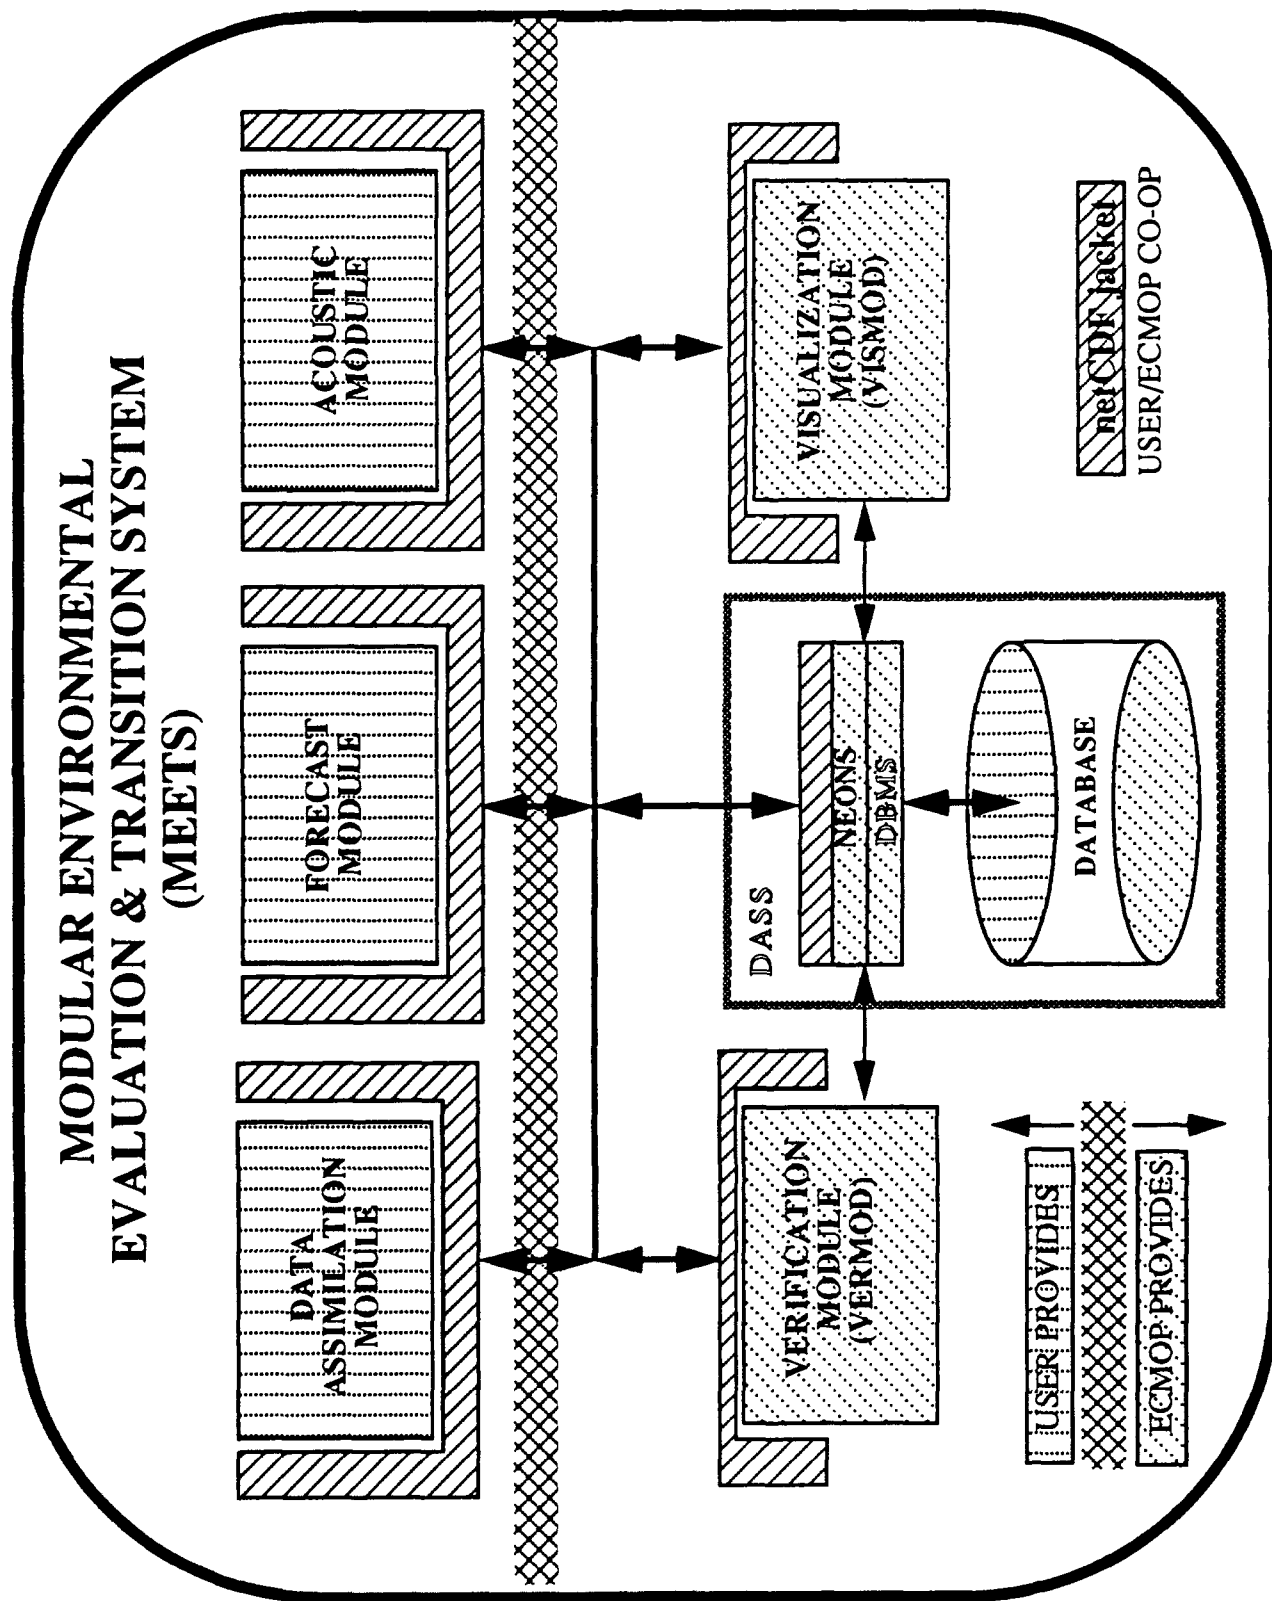 MODULAR ENVIRONMENTAL
EVALUATION & TRANSITION SYSTEM
(MEETS)
DATA
ASSIMILATION
MODULE
FORECAST
MODULE
ACOUSTIC
MODULE
VERIFICATION
MODULE
(VERMOD)
DASS
NEONS
DBMS
DATABASE
VISUALIZATION
MODULE
(VISMOD)
USER PROVIDES
ECMOP PROVIDES
netCDF jacket
USER/ECMOP CO-OP